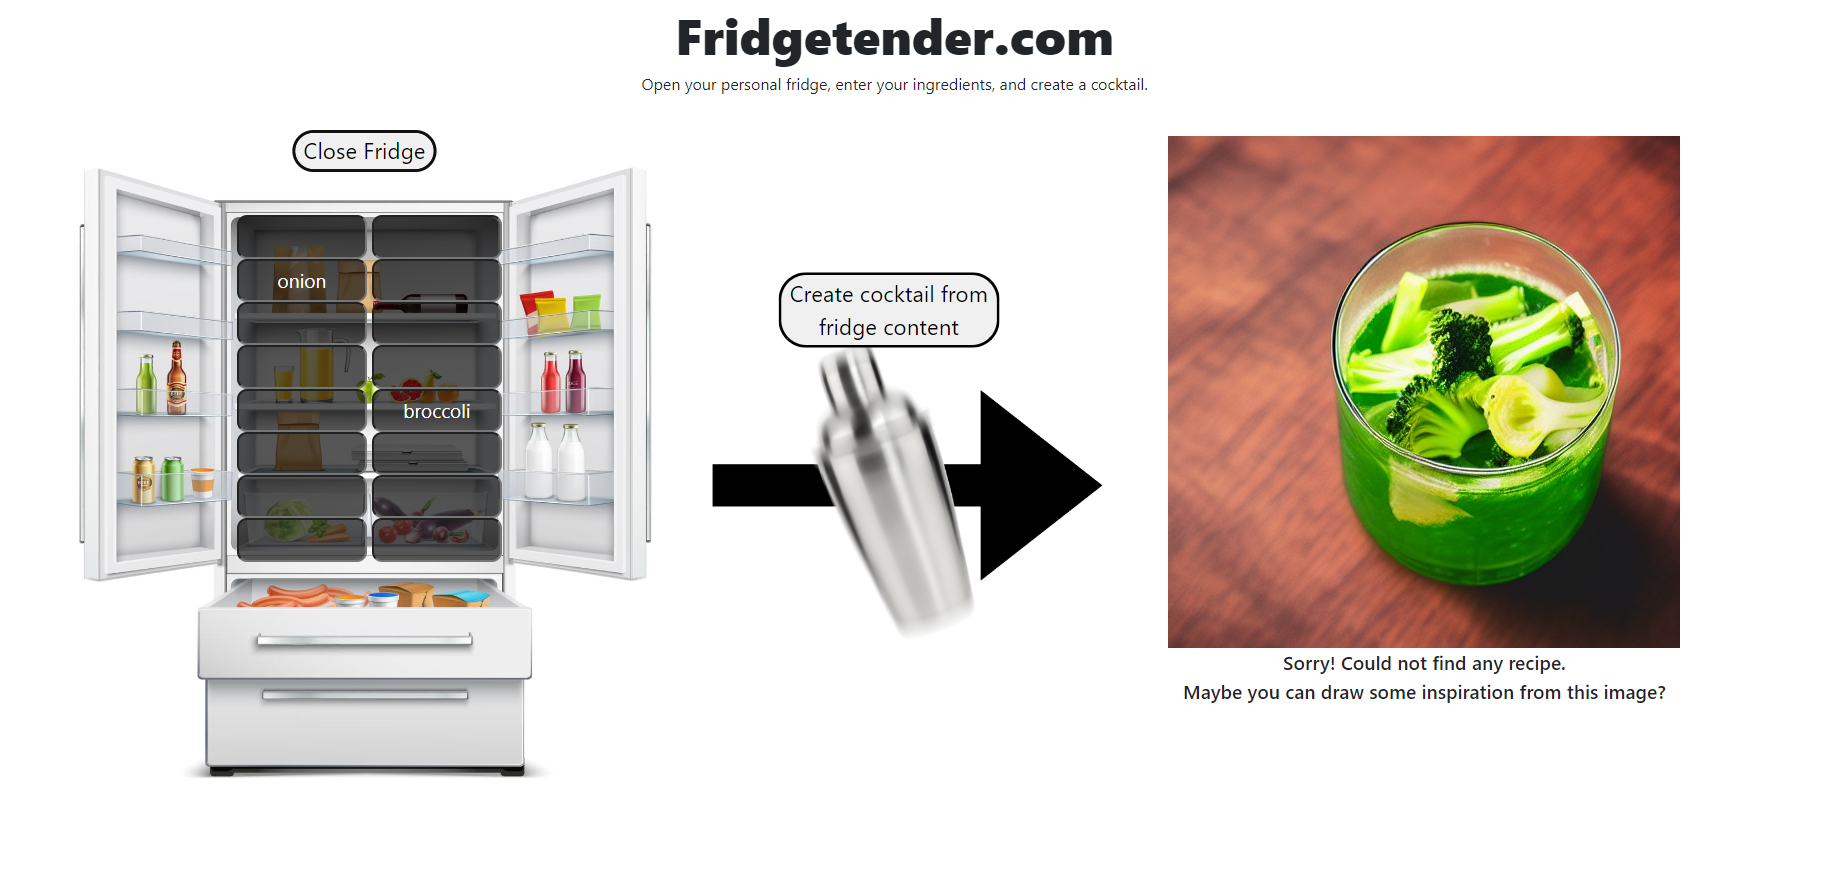 Fridgetender.com
Open your personal fridge, enter your ingredients, and create a cocktail.
Close Fridge
onion
broccoli
Create cocktail from
fridge content
Sorry! Could not find any recipe.
Maybe you can draw some inspiration from this image?